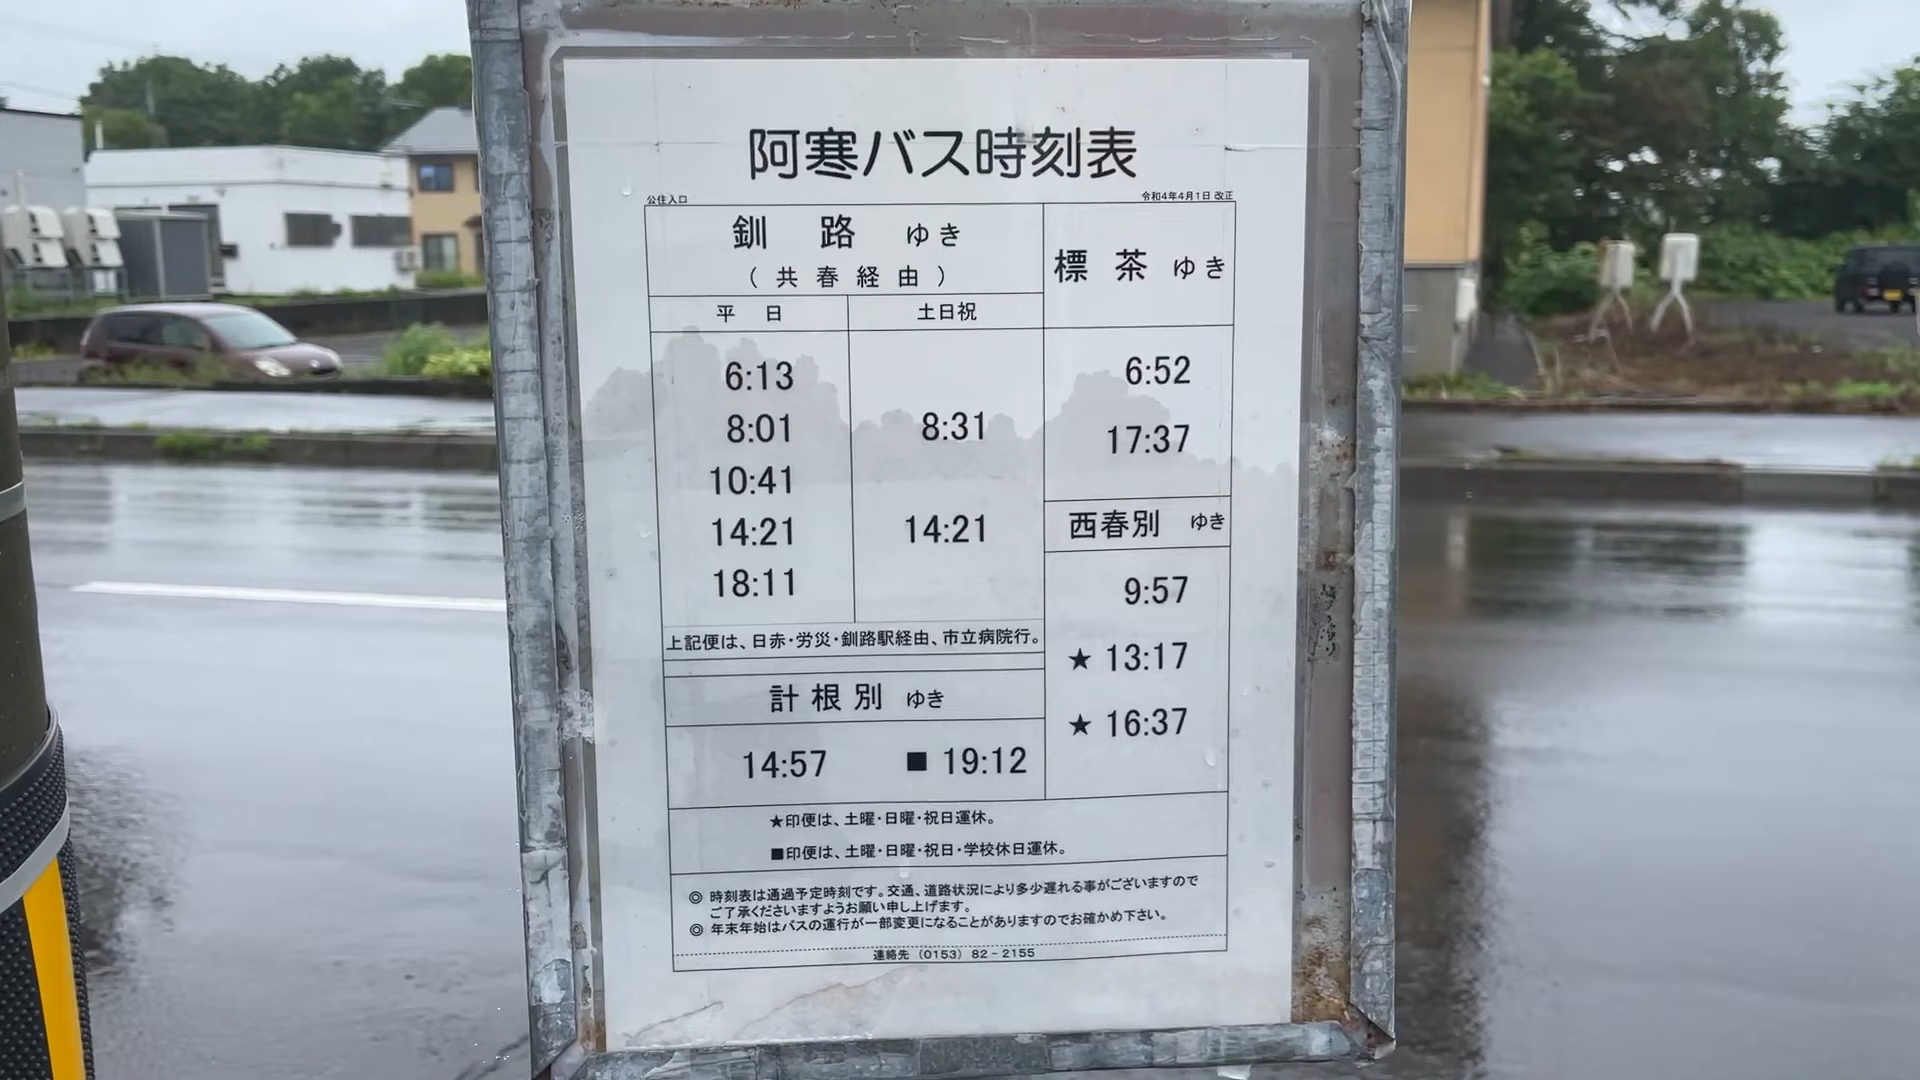 阿寒バス時刻表
公住入口
令和4年4月1日 改正
釧 路 ゆき
（ 共 春 経 由 ）
平 日
土日祝
6:13
8:01
10:41
14:21
18:11
8:31
14:21
上記便は、日赤・労災・釧路駅経由、市立病院行。
標 茶 ゆき
6:52
17:37
西春別 ゆき
9:57
★ 13:17
★ 16:37
計 根 別 ゆき
14:57 ■ 19:12
★印便は、土曜・日曜・祝日運休。
■印便は、土曜・日曜・祝日・学校休日運休。
◎ 時刻表は通過予定時刻です。交通、道路状況により多少遅れる事がございますので
ご了承くださいますようお願い申し上げます。
◎ 年末年始はバスの運行が一部変更になることがありますのでお確かめ下さい。
連絡先（0153）82－2155